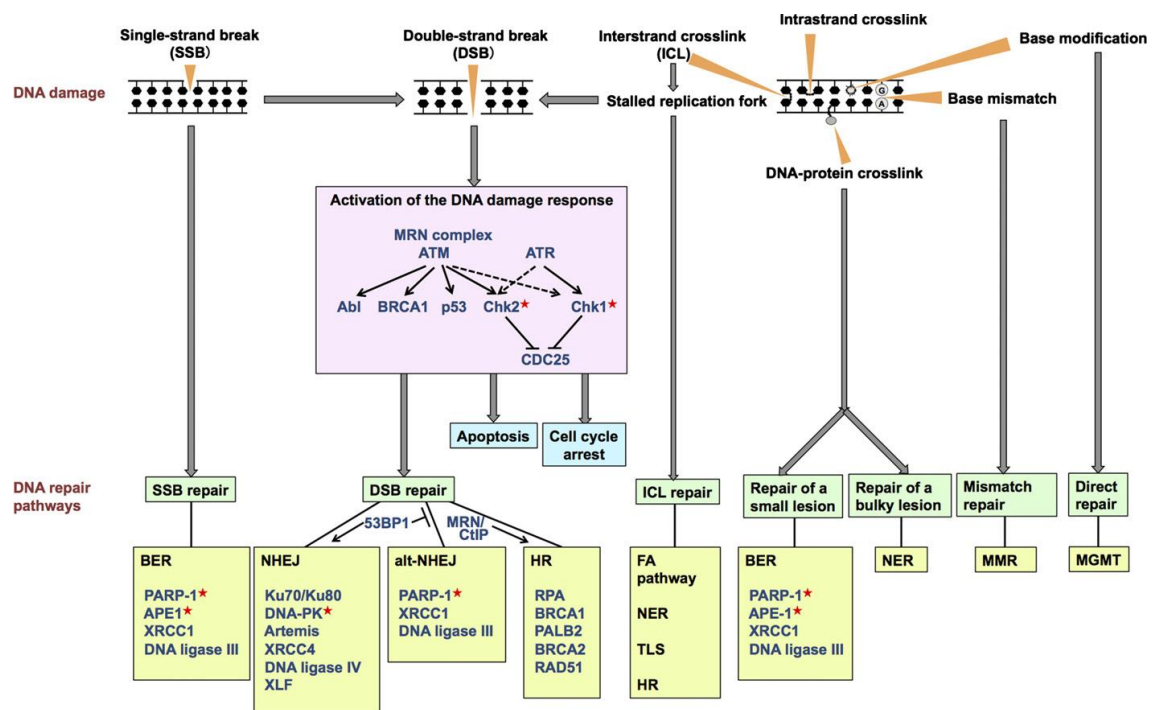 Single-strand break
(SSB)
Double-strand break
(DSB)
Interstrand crosslink
(ICL)
Intrastrand crosslink
Base modification
DNA damage
Stalled replication fork
G
A
Base mismatch
DNA-protein crosslink
Activation of the DNA damage response
MRN complex
ATM
ATR
Abl
BRCA1
p53
Chk2★
Chk1★
CDC25
Apoptosis
Cell cycle
arrest
DNA repair
pathways
SSB repair
DSB repair
ICL repair
Repair of a
small lesion
Repair of a
bulky lesion
Mismatch
repair
Direct
repair
53BP1
MRN/
CtIP
BER
PARP-1★
APE1★
XRCC1
DNA ligase III
NHEJ
Ku70/Ku80
DNA-PK★
Artemis
XRCC4
DNA ligase IV
XLF
alt-NHEJ
PARP-1★
XRCC1
DNA ligase III
HR
RPA
BRCA1
PALB2
BRCA2
RAD51
FA
pathway
NER
TLS
HR
BER
PARP-1★
APE-1★
XRCC1
DNA ligase III
NER
MMR
MGMT